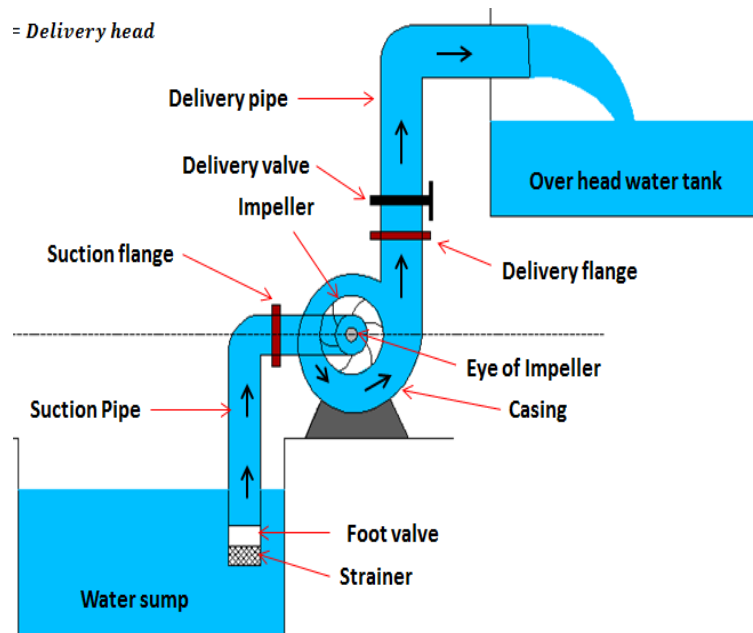 = Delivery head
Delivery pipe
Delivery valve
Over head water tank
Impeller
Suction flange
Delivery flange
Eye of Impeller
Suction Pipe
Casing
Foot valve
Strainer
Water sump